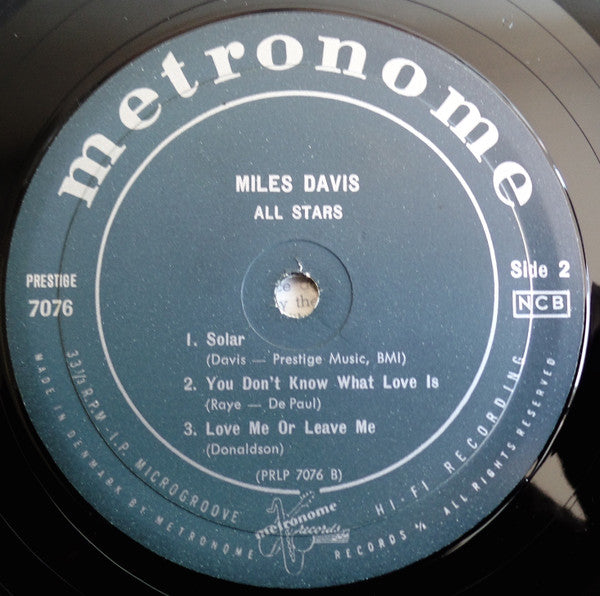 metronome
MILES DAVIS
ALL STARS
PRESTIGE
7076
Side 2
NCB
1. Solar
(Davis — Prestige Music, BMI)
2. You Don't Know What Love Is
(Raye — De Paul)
3. Love Me Or Leave Me
(Donaldson)
(PRLP 7076 B)
33 1/3 R.P.M - L.P. MICROGROOVE
HI-FI RECORDING
metronome
records
MADE IN DENMARK BY METRONOME RECORDS A/S ALL RIGHTS RESERVED